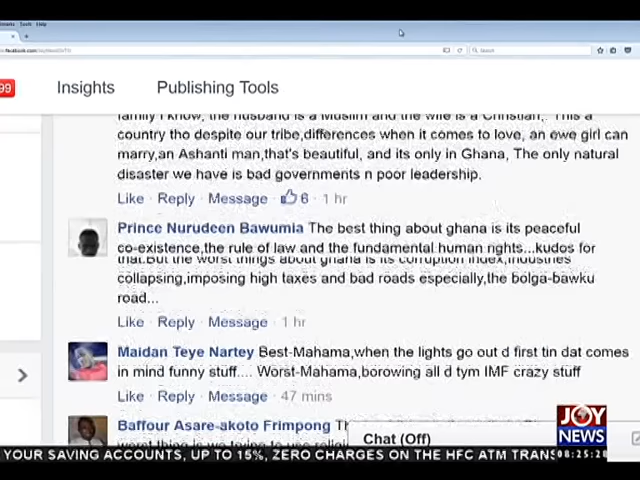 Tools Help
99
Insights
Publishing Tools
Search
family I know, the husband is a Muslim and the wife is a Christian,. This a
country tho despite our tribe,differences when it comes to love, an ewe girl can
marry,an Ashanti man,that's beautiful, and its only in Ghana, The only natural
disaster we have is bad governments n poor leadership.
Like · Reply · Message · 6 · 1 hr
Prince Nurudeen Bawumia The best thing about ghana is its peaceful
co-existence,the rule of law and the fundamental human rights...kudos for
that.But the worst things about ghana is its corruption index,industries
collapsing,imposing high taxes and bad roads especially,the bolga-bawku
road...
Like · Reply · Message · 1 hr
Maidan Teye Nartey Best-Mahama,when the lights go out d first tin dat comes
in mind funny stuff.... Worst-Mahama,borowing all d tym IMF crazy stuff
Like · Reply · Message · 47 mins
Baffour Asare-akoto Frimpong
worst thing is we
Chat (Off)
JOY
NEWS
YOUR SAVING ACCOUNTS, UP TO 15%, ZERO CHARGES ON THE HFC ATM TRANS
08:25:2